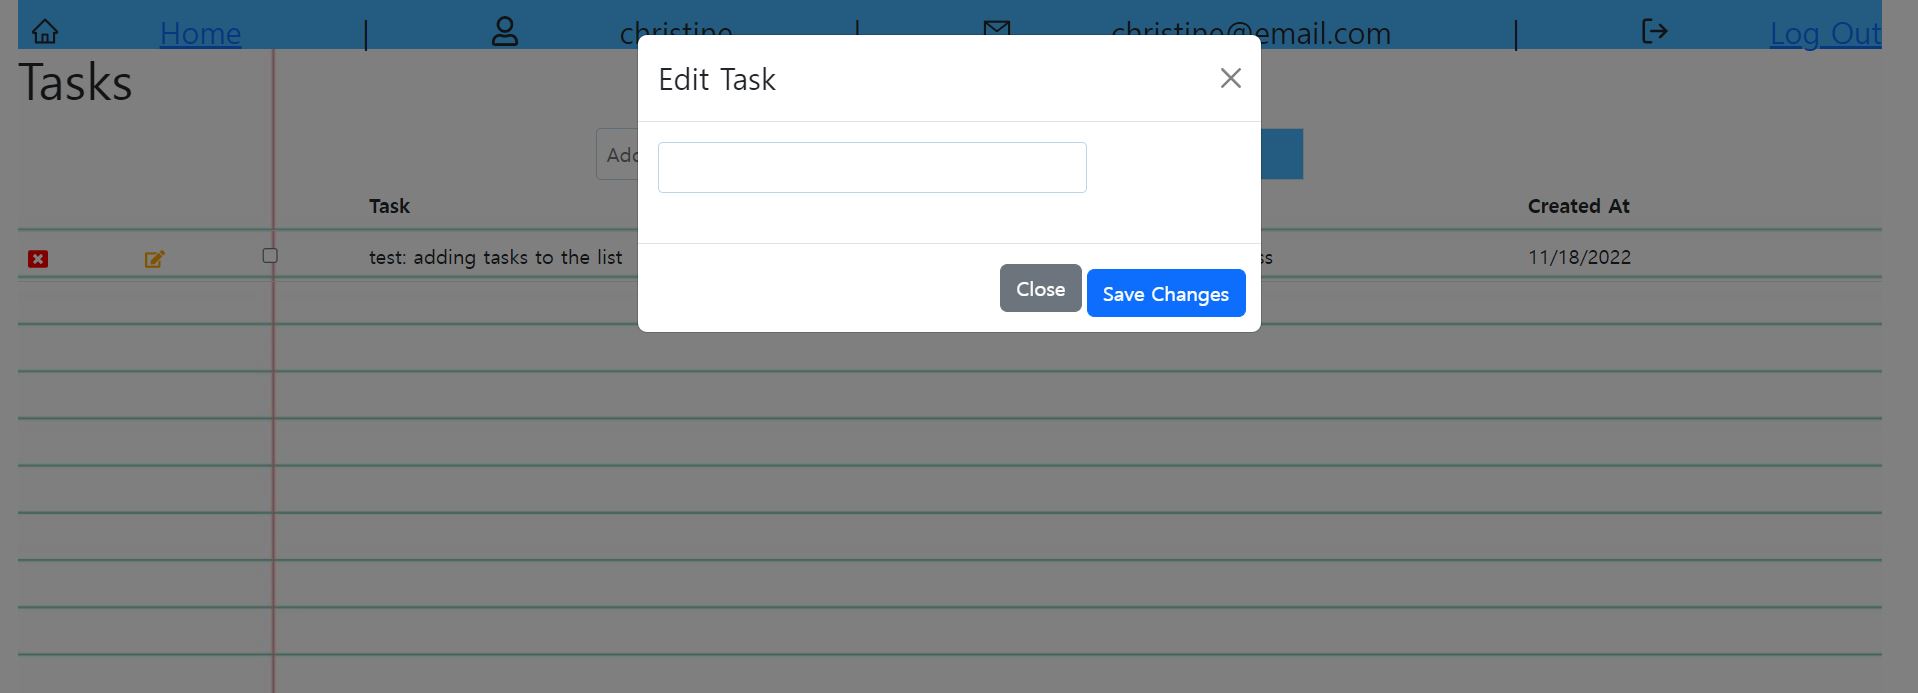 Home | christine | christine@email.com | Log Out
Tasks
Edit Task
Add
Task
Created At
test: adding tasks to the list
ss
11/18/2022
Close
Save Changes